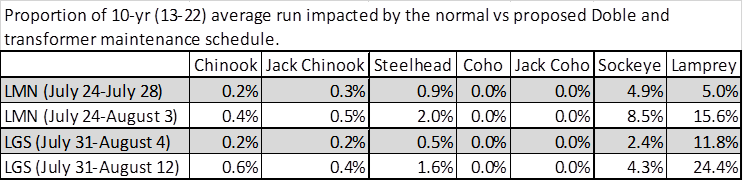 Proportion of 10-yr (13-22) average run impacted by the normal vs proposed Doble and
transformer maintenance schedule.
Chinook Jack Chinook Steelhead Coho Jack Coho Sockeye Lamprey
LMN (July 24-July 28) 0.2% 0.3% 0.9% 0.0% 0.0% 4.9% 5.0%
LMN (July 24-August 3) 0.4% 0.5% 2.0% 0.0% 0.0% 8.5% 15.6%
LGS (July 31-August 4) 0.2% 0.2% 0.5% 0.0% 0.0% 2.4% 11.8%
LGS (July 31-August 12) 0.6% 0.4% 1.6% 0.0% 0.0% 4.3% 24.4%